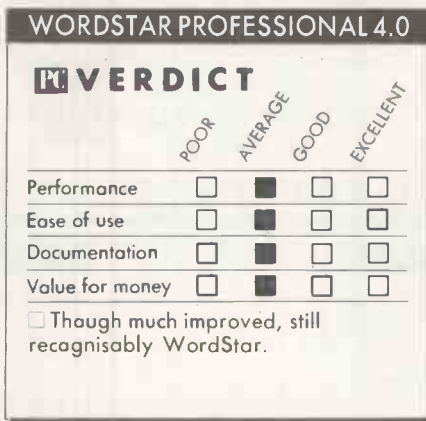 WORDSTAR PROFESSIONAL 4.0
PC VERDICT
POOR AVERAGE GOOD EXCELLENT
Performance
Ease of use
Documentation
Value for money
Though much improved, still
recagnisably WordStar.